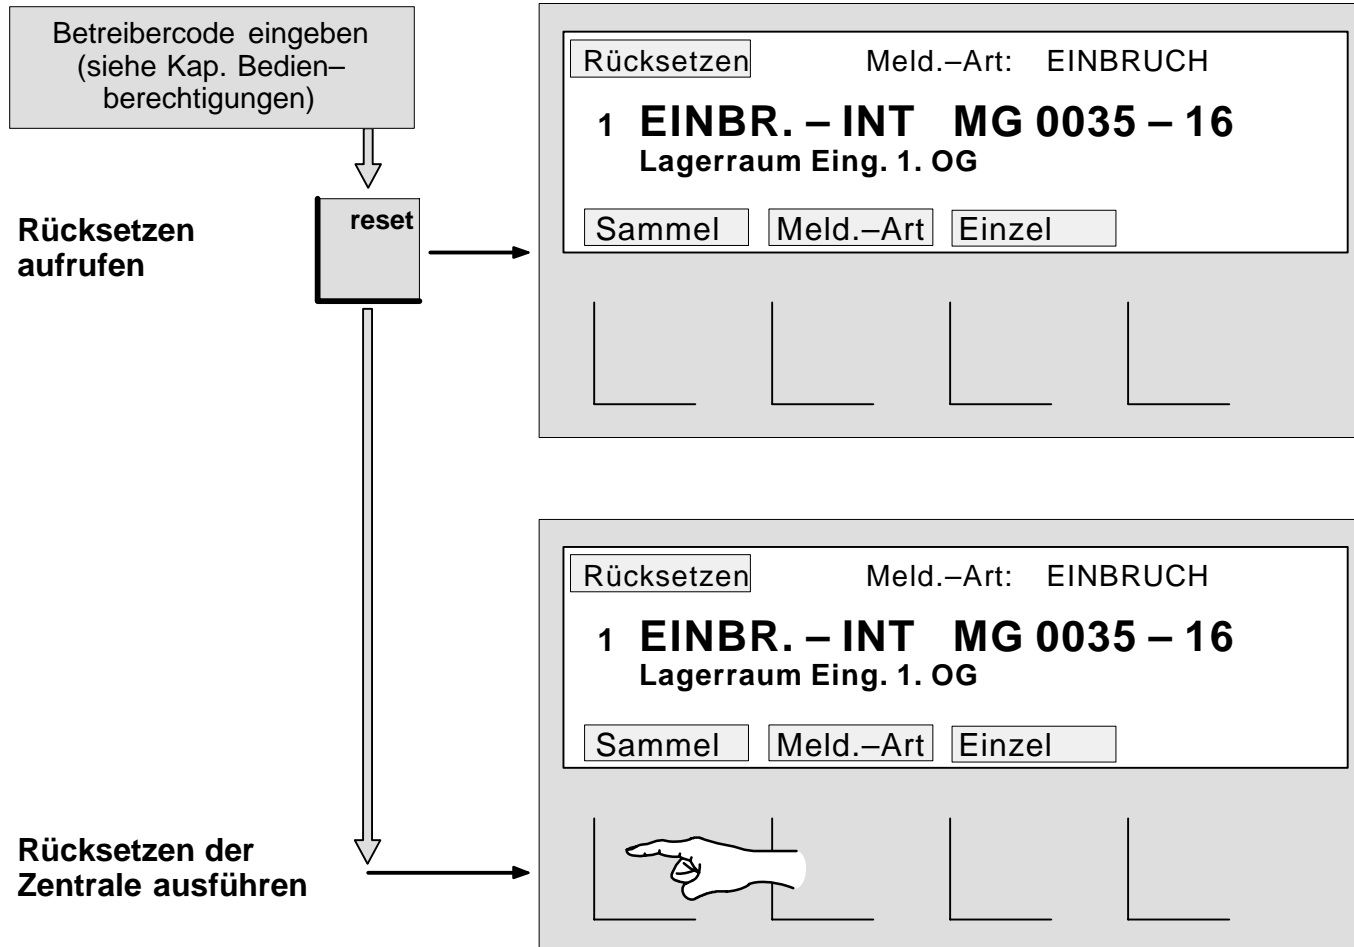 Betreibercode eingeben
(siehe Kap. Bedien–
berechtigungen)
Rücksetzen
aufrufen
reset
Rücksetzen Meld.–Art: EINBRUCH
1 EINBR. – INT MG 0035 – 16
Lagerraum Eing. 1. OG
Sammel Meld.–Art Einzel
Rücksetzen der
Zentrale ausführen
Rücksetzen Meld.–Art: EINBRUCH
1 EINBR. – INT MG 0035 – 16
Lagerraum Eing. 1. OG
Sammel Meld.–Art Einzel